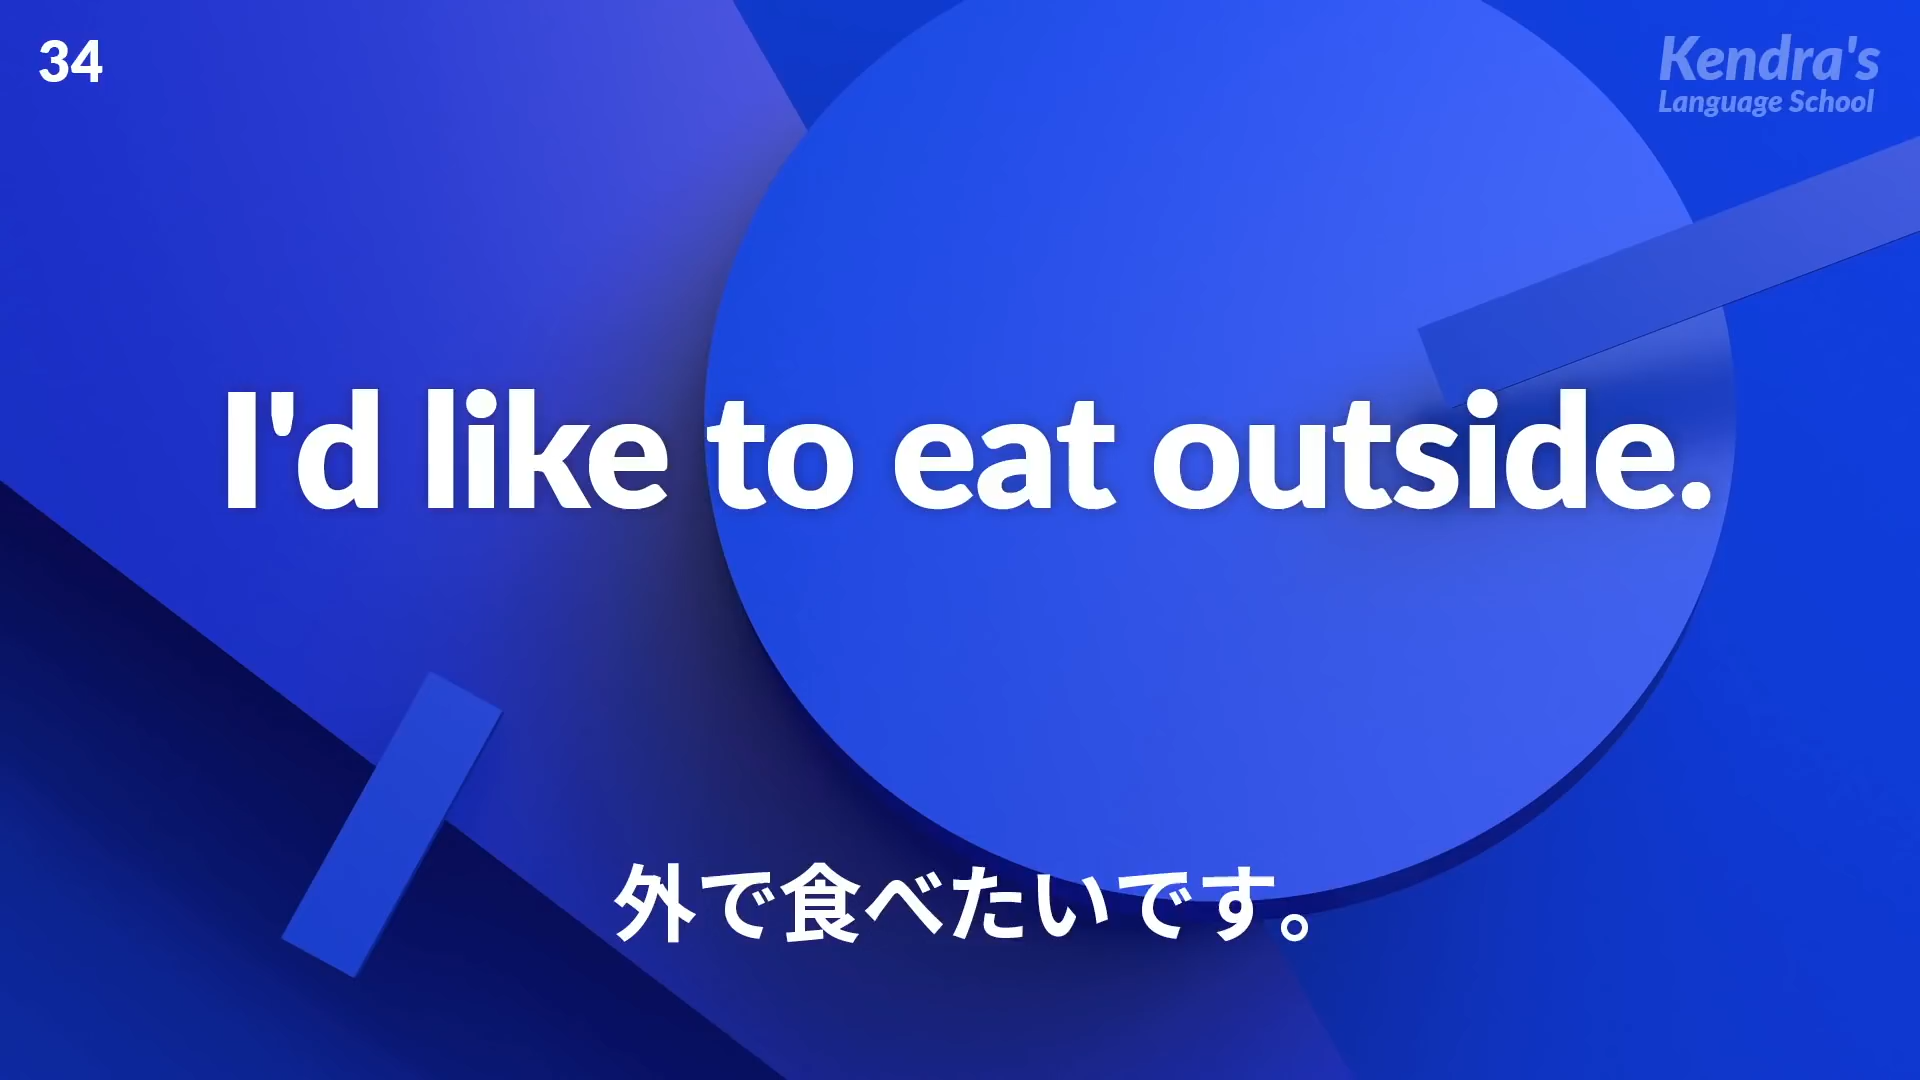 34
Kendra's
Language School
I'd like to eat outside.
外で食べたいです。